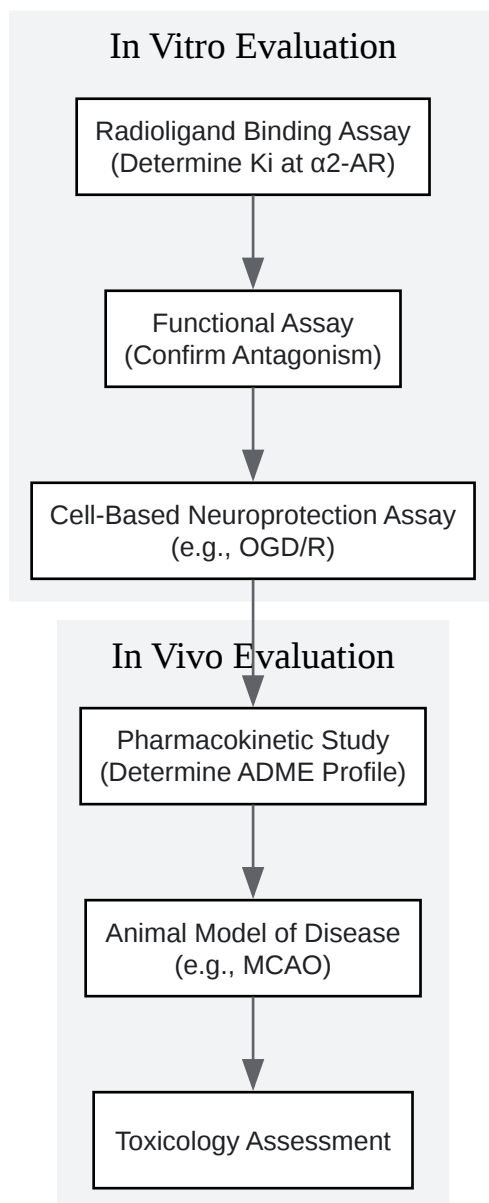 In Vitro Evaluation
Radioligand Binding Assay
(Determine Ki at α2-AR)
Functional Assay
(Confirm Antagonism)
Cell-Based Neuroprotection Assay
(e.g., OGD/R)
In Vivo Evaluation
Pharmacokinetic Study
(Determine ADME Profile)
Animal Model of Disease
(e.g., MCAO)
Toxicology Assessment